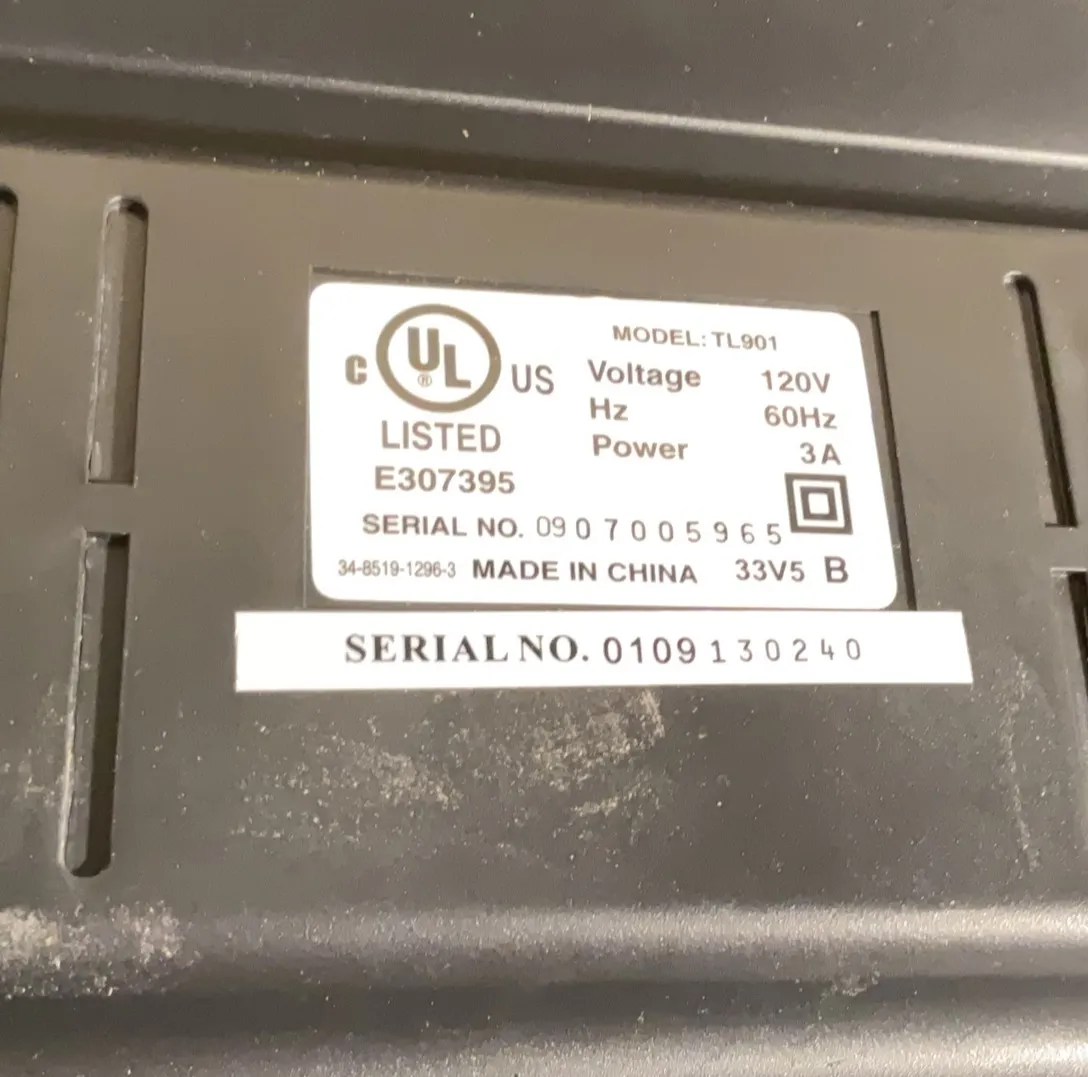 MODEL: TL901
C UL® US
Voltage 120V
Hz 60Hz
Power 3A
LISTED
E307395
SERIAL NO. 0907005965
34-8519-1296-3 MADE IN CHINA 33V5 B
SERIAL NO. 0109130240